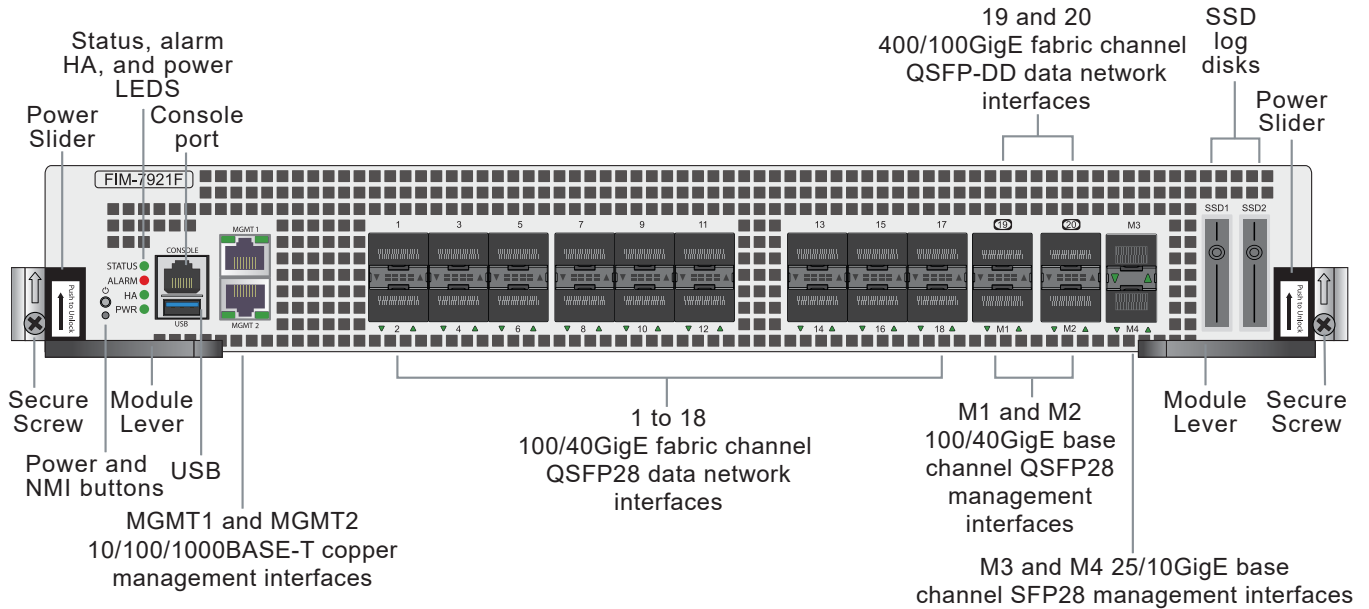 19 and 20
400/100GigE fabric channel
QSFP-DD data network
interfaces
SSD
log
disks
Status, alarm
HA, and power
LEDS
Power
Slider
Console
port
Power
Slider
FIM-7921F
MGMT 1
CONSOLE
STATUS
ALARM
HA
PWR
USB
MGMT 2
1
3
5
7
9
11
13
15
17
19
20
M3
SSD1
SSD2
2
4
6
8
10
12
14
16
18
M1
M2
M4
Push to Unlock
Push to Unlock
Secure
Screw
Module
Lever
Power and
NMI buttons
USB
MGMT1 and MGMT2
10/100/1000BASE-T copper
management interfaces
1 to 18
100/40GigE fabric channel
QSFP28 data network
interfaces
M1 and M2
100/40GigE base
channel QSFP28
management
interfaces
M3 and M4 25/10GigE base
channel SFP28 management interfaces
Module
Lever
Secure
Screw